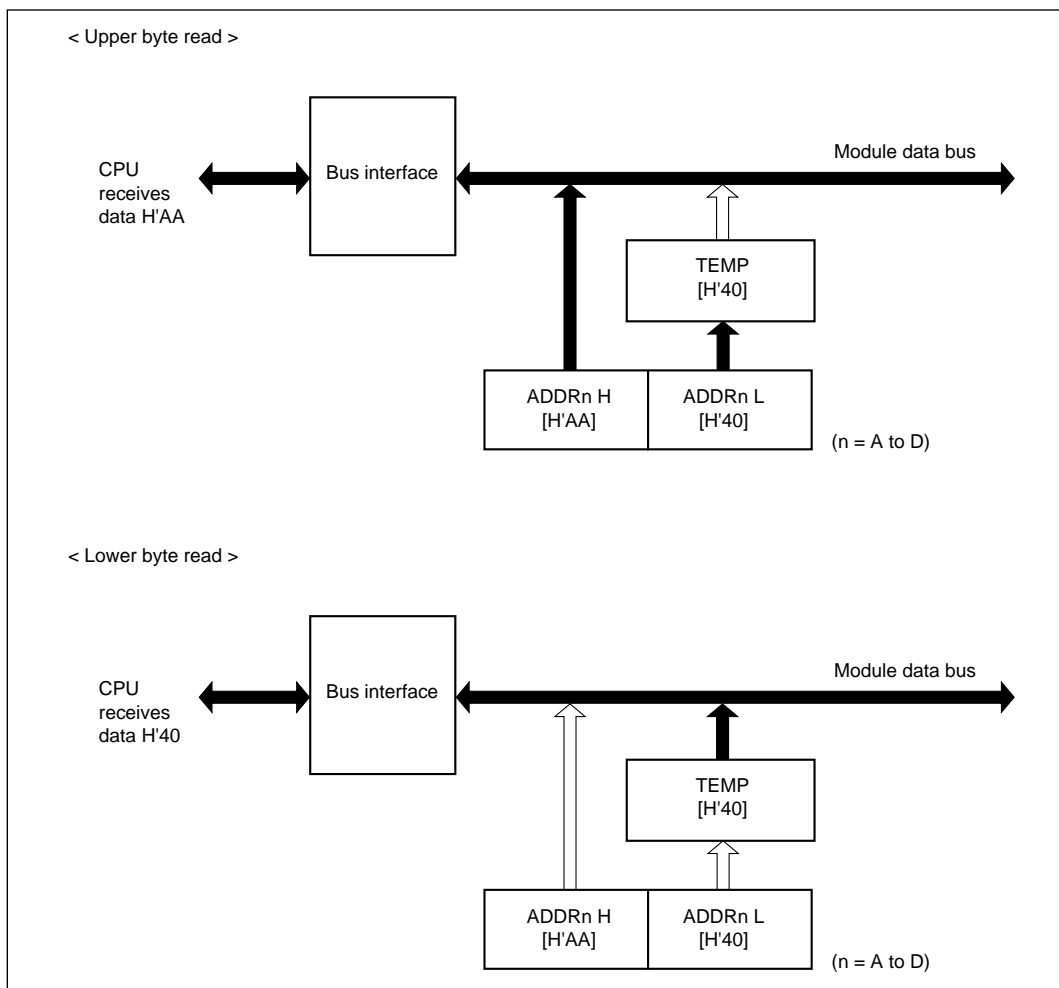 < Upper byte read >
CPU
receives
data H'AA
Bus interface
Module data bus
TEMP
[H'40]
ADDRn H
[H'AA]
ADDRn L
[H'40]
(n = A to D)
< Lower byte read >
CPU
receives
data H'40
Bus interface
Module data bus
TEMP
[H'40]
ADDRn H
[H'AA]
ADDRn L
[H'40]
(n = A to D)